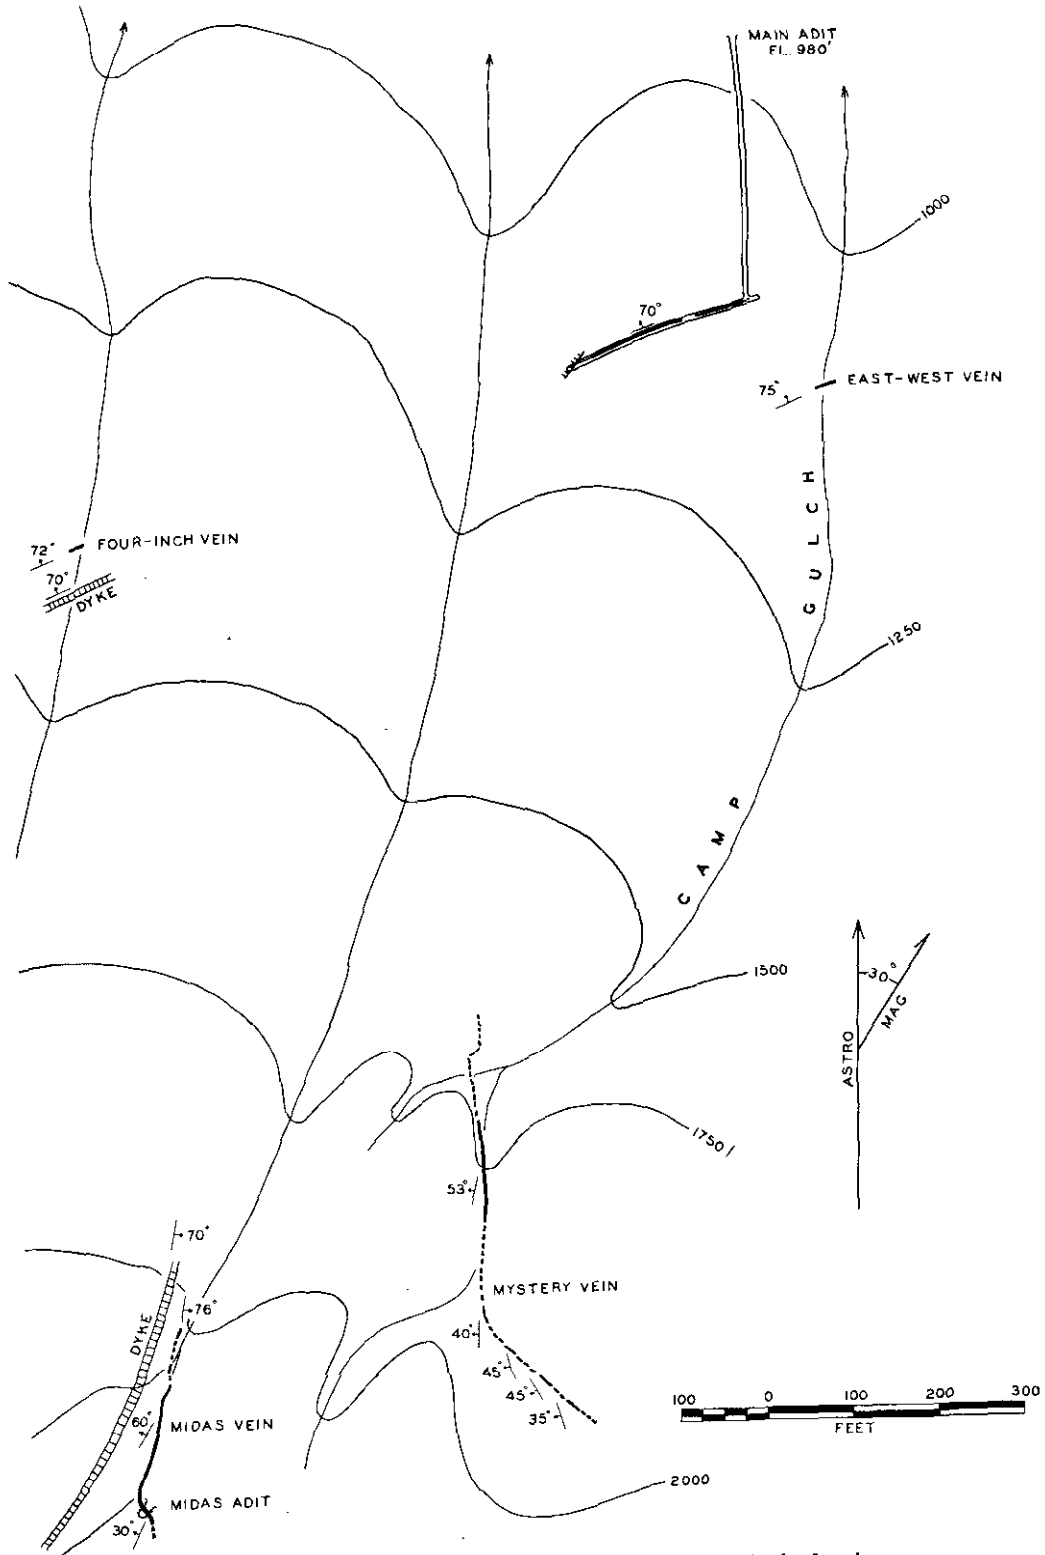 MAIN ADIT
EL. 980'
1000
70°
75°
EAST-WEST VEIN
GULCH
72°
FOUR-INCH VEIN
70°
DYKE
1250
CAMP
1500
30°
MAG
ASTRO
1750
53°
70°
MYSTERY VEIN
76°
DYKE
40°
45°
45°
35°
100 0 100 200 300
FEET
60°
MIDAS VEIN
2000
MIDAS ADIT
30°